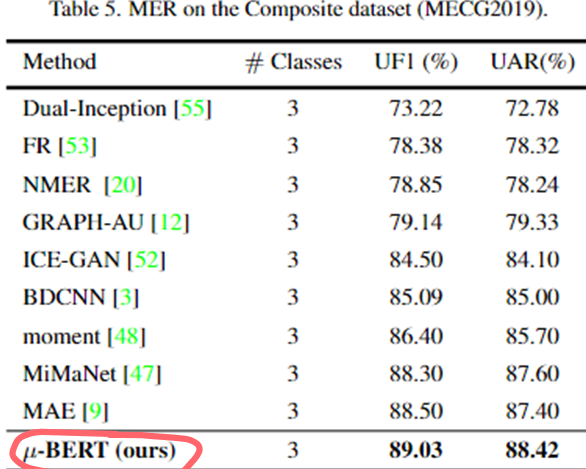 Table 5. MER on the Composite dataset (MECG2019).
Method # Classes UF1 (%) UAR(%)
Dual-Inception [55] 3 73.22 72.78
FR [53] 3 78.38 78.32
NMER [20] 3 78.85 78.24
GRAPH-AU [12] 3 79.14 79.33
ICE-GAN [52] 3 84.50 84.10
BDCNN [3] 3 85.09 85.00
moment [48] 3 86.40 85.70
MiMaNet [47] 3 88.30 87.60
MAE [9] 3 88.50 87.40
μ-BERT (ours) 3 89.03 88.42